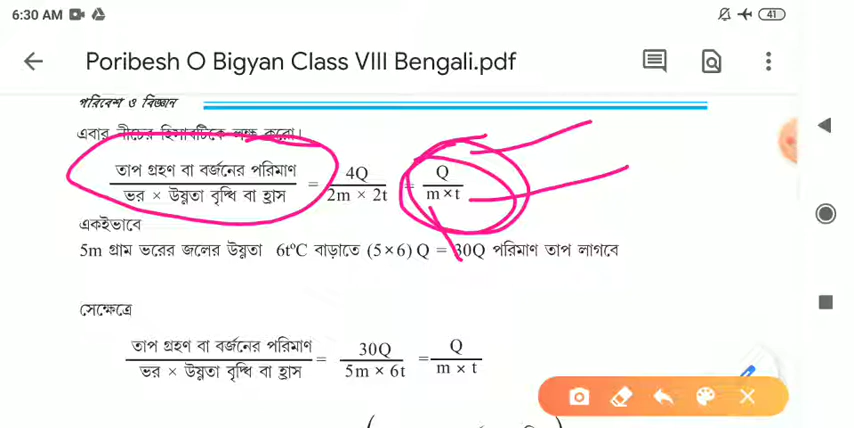 6:30 AM 41
Poribesh O Bigyan Class VIII Bengali.pdf
পরিবেশ ও বিজ্ঞান
এবার নীচের হিসাবটিকে লক্ষ করো।
তাপ গ্রহণ বা বর্জনের পরিমাণ / ভর × উষ্ণতা বৃদ্ধি বা হ্রাস = 4Q / 2m × 2t = Q / m×t
একইভাবে
5m গ্রাম ভরের জলের উষ্ণতা 6t°C বাড়াতে (5×6) Q = 30Q পরিমাণ তাপ লাগবে
সেক্ষেত্রে
তাপ গ্রহণ বা বর্জনের পরিমাণ / ভর × উষ্ণতা বৃদ্ধি বা হ্রাস = 30Q / 5m × 6t = Q / m × t